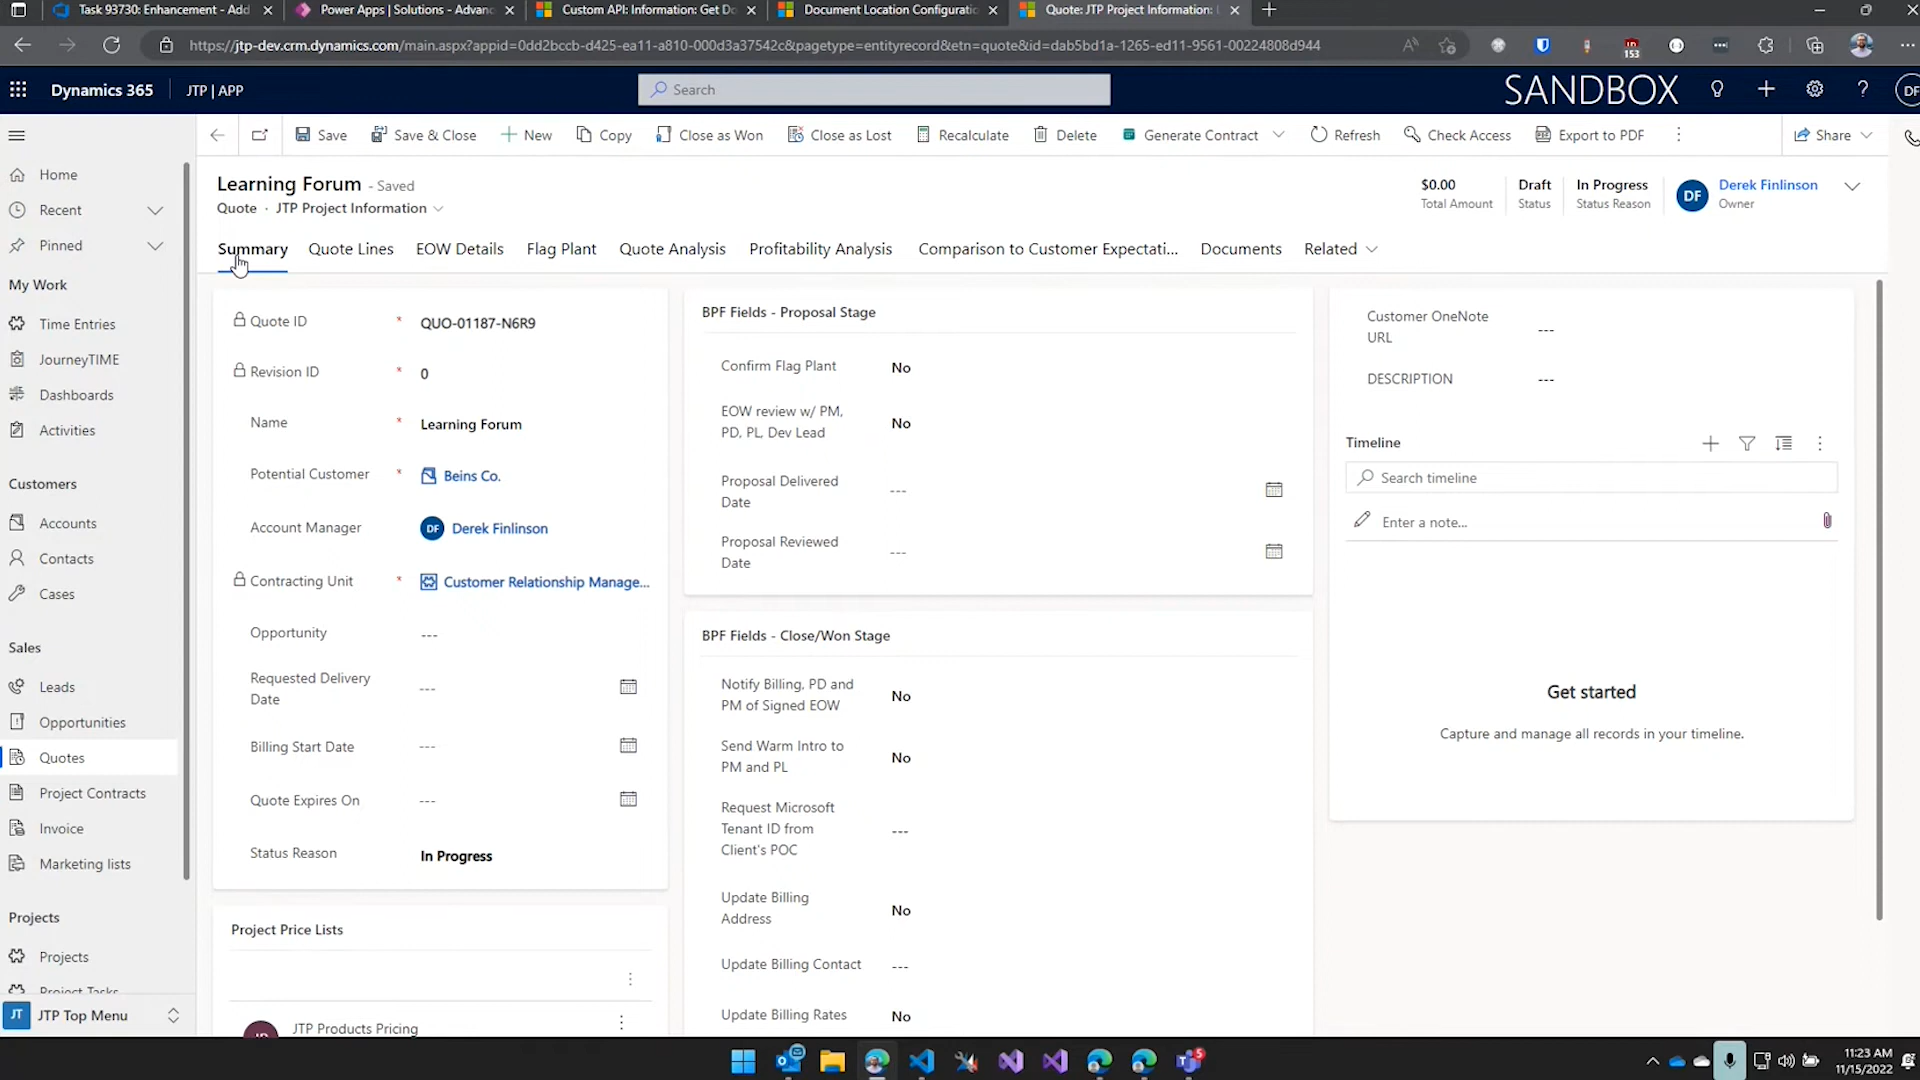 Task 93730: Enhancement - Add
Power Apps | Solutions - Advanc
Custom API: Information: Get Do
Document Location Configuratio
Quote: JTP Project Information:
https://jtp-dev.crm.dynamics.com/main.aspx?appid=0dd2bccb-d425-ea11-a810-000d3a37542c&pagetype=entityrecord&etn=quote&id=dab5bd1a-1265-ed11-9561-00224808d944
153
Dynamics 365
JTP | APP
Search
SANDBOX
DF
Save
Save & Close
New
Copy
Close as Won
Close as Lost
Recalculate
Delete
Generate Contract
Refresh
Check Access
Export to PDF
Share
Home
Recent
Pinned
My Work
Time Entries
JourneyTIME
Dashboards
Activities
Customers
Accounts
Contacts
Cases
Sales
Leads
Opportunities
Quotes
Project Contracts
Invoice
Marketing lists
Projects
Projects
Project Tasks
JT
JTP Top Menu
Learning Forum - Saved
Quote · JTP Project Information
$0.00
Total Amount
Draft
Status
In Progress
Status Reason
DF
Derek Finlinson
Owner
Summary
Quote Lines
EOW Details
Flag Plant
Quote Analysis
Profitability Analysis
Comparison to Customer Expectati...
Documents
Related
Quote ID * QUO-01187-N6R9
Revision ID * 0
Name * Learning Forum
Potential Customer * Beins Co.
Account Manager DF Derek Finlinson
Contracting Unit * Customer Relationship Manage...
Opportunity ---
Requested Delivery
Date ---
Billing Start Date ---
Quote Expires On ---
Status Reason In Progress
Project Price Lists
JTP Products Pricing
BPF Fields - Proposal Stage
Confirm Flag Plant No
EOW review w/ PM,
PD, PL, Dev Lead No
Proposal Delivered
Date ---
Proposal Reviewed
Date ---
BPF Fields - Close/Won Stage
Notify Billing, PD and
PM of Signed EOW No
Send Warm Intro to
PM and PL No
Request Microsoft
Tenant ID from
Client's POC ---
Update Billing
Address No
Update Billing Contact ---
Update Billing Rates No
Customer OneNote
URL ---
DESCRIPTION ---
Timeline
Search timeline
Enter a note...
Get started
Capture and manage all records in your timeline.
5
11:23 AM
11/15/2022